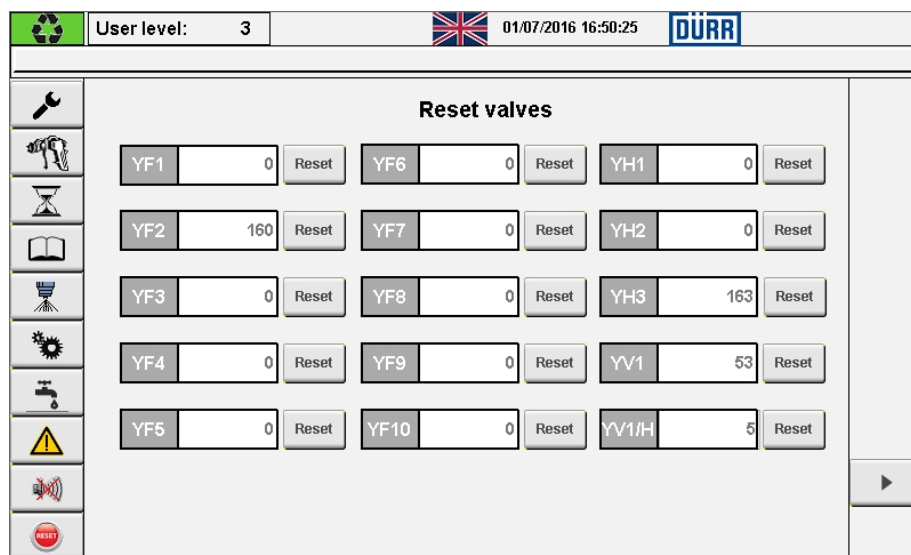 User level: 3 01/07/2016 16:50:25 DÜRR
Reset valves
YF1 0 Reset YF6 0 Reset YH1 0 Reset
YF2 160 Reset YF7 0 Reset YH2 0 Reset
YF3 0 Reset YF8 0 Reset YH3 163 Reset
YF4 0 Reset YF9 0 Reset YV1 53 Reset
YF5 0 Reset YF10 0 Reset YV1/H 5 Reset
RESET